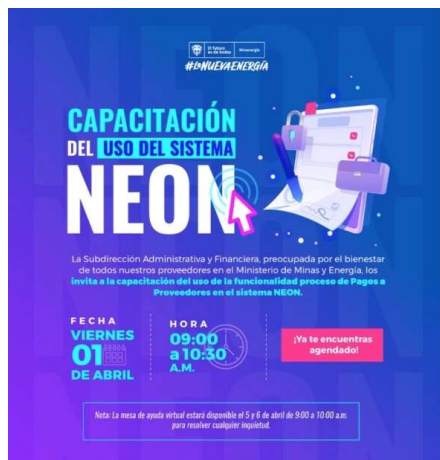 NEON
El futuro es de todos
Minenergía
#LaNUEVAENERGÍA
CAPACITACIÓN
DEL USO DEL SISTEMA
NEON
La Subdirección Administrativa y Financiera, preocupada por el bienestar
de todos nuestros proveedores en el Ministerio de Minas y Energía, los
invita a la capacitación del uso de la funcionalidad proceso de Pagos a
Proveedores en el sistema NEON.
FECHA
VIERNES
01
DE ABRIL
HORA
09:00
a 10:30
A.M.
¡Ya te encuentras
agendado!
Nota: La mesa de ayuda virtual estará disponible el 5 y 6 de abril de 9:00 a 10:00 a.m.
para resolver cualquier inquietud.